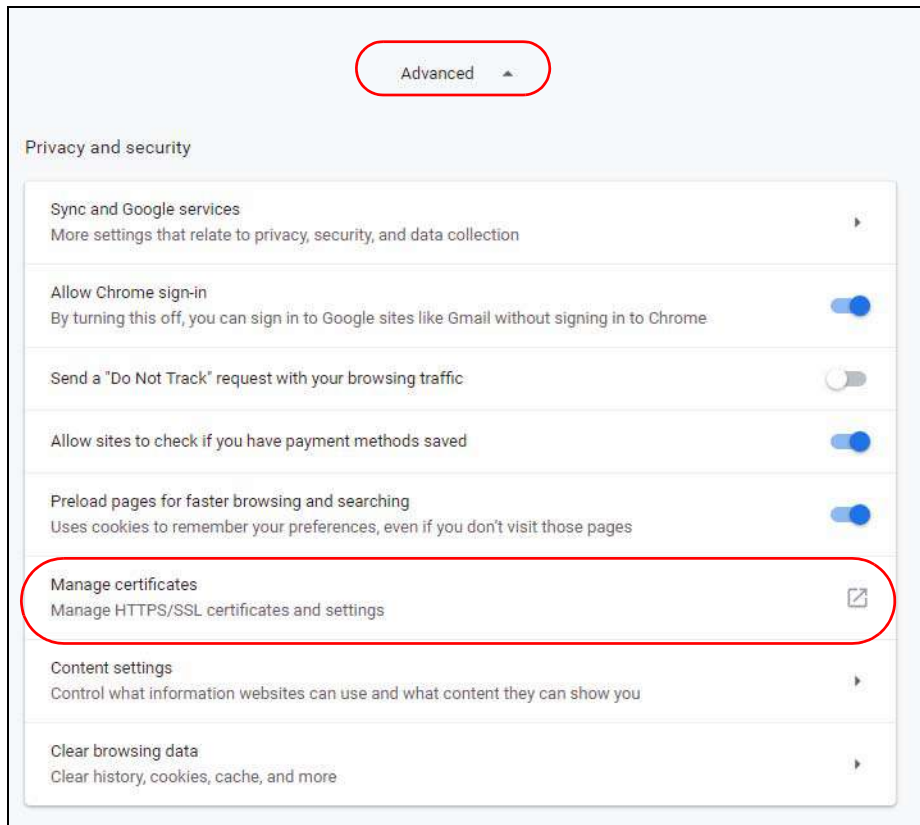 Advanced
Privacy and security
Sync and Google services
More settings that relate to privacy, security, and data collection
Allow Chrome sign-in
By turning this off, you can sign in to Google sites like Gmail without signing in to Chrome
Send a "Do Not Track" request with your browsing traffic
Allow sites to check if you have payment methods saved
Preload pages for faster browsing and searching
Uses cookies to remember your preferences, even if you don't visit those pages
Manage certificates
Manage HTTPS/SSL certificates and settings
Content settings
Control what information websites can use and what content they can show you
Clear browsing data
Clear history, cookies, cache, and more